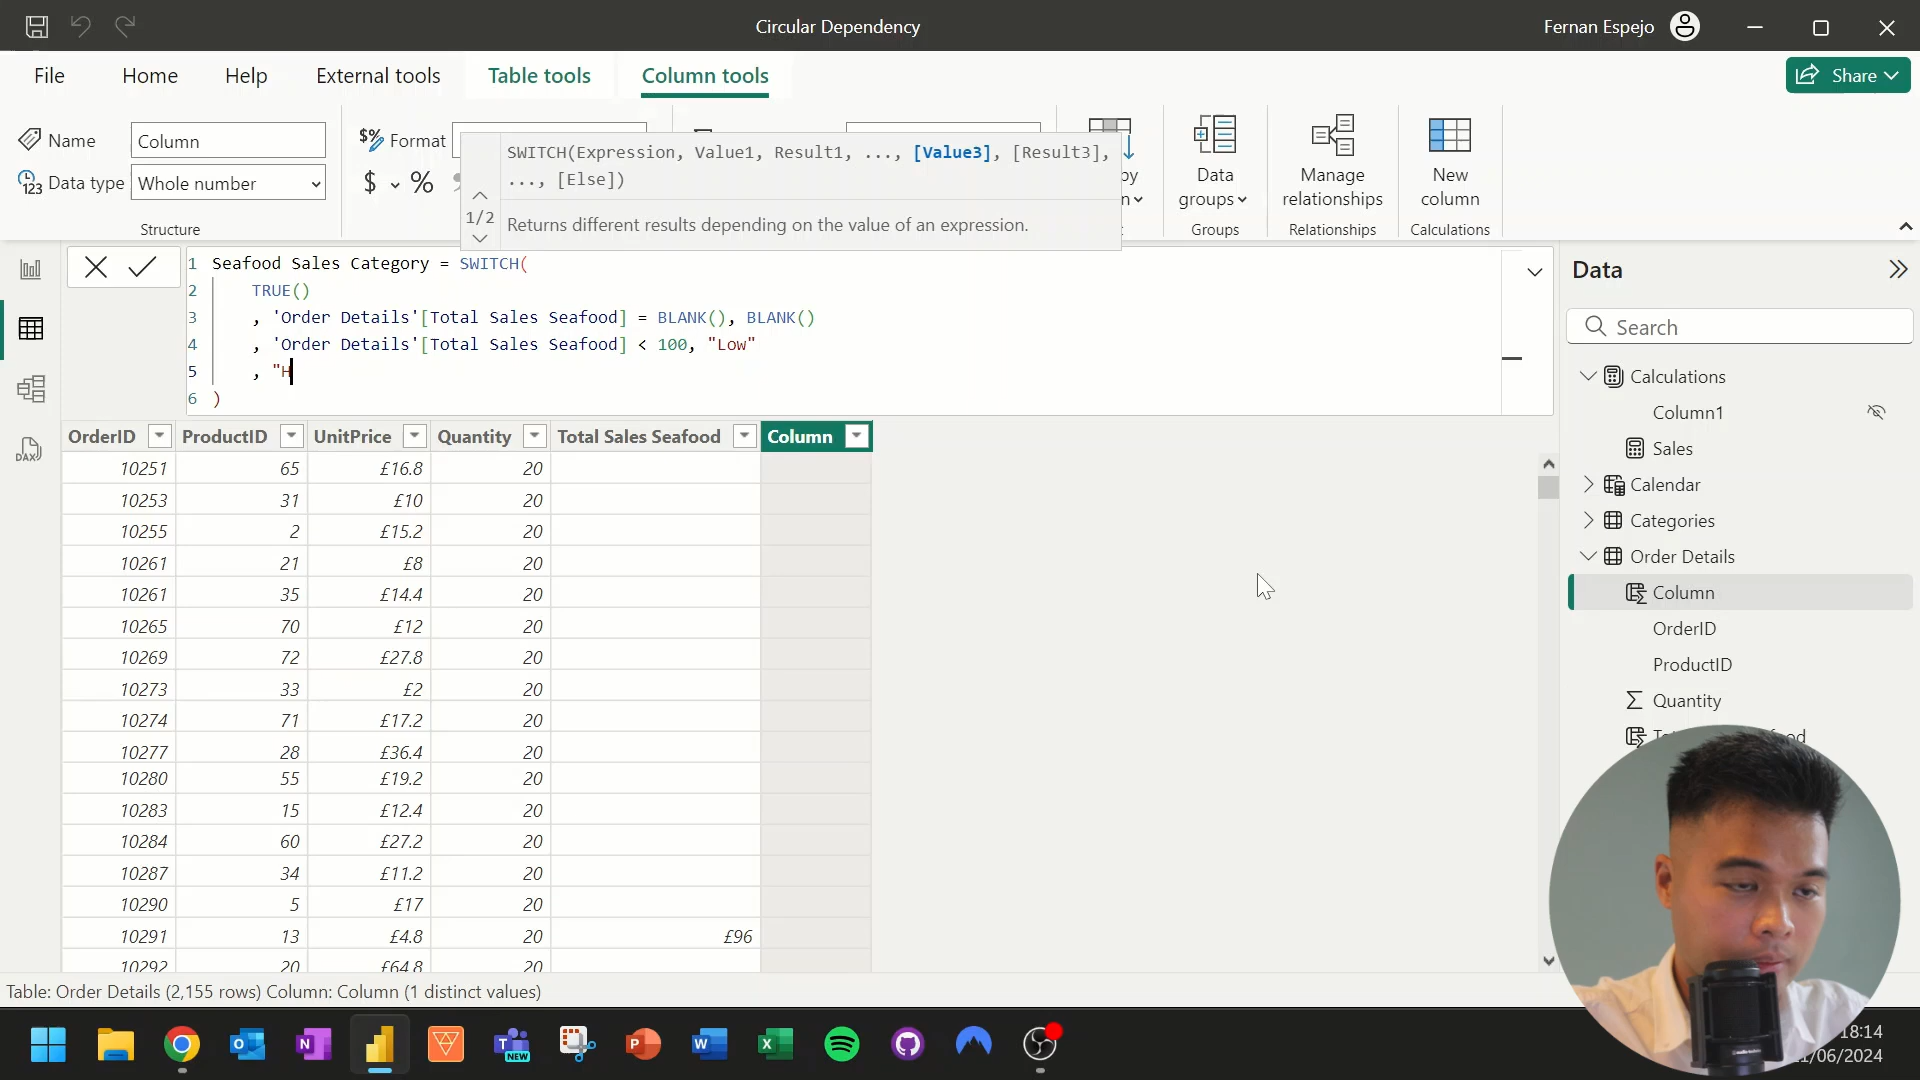 Circular Dependency
Fernan Espejo
File Home Help External tools Table tools Column tools
Share
Name Column
Data type Whole number
Structure
$% Format
$ %
SWITCH(Expression, Value1, Result1, ..., [Value3], [Result3],
..., [Else])
1/2
Returns different results depending on the value of an expression.
by
Data
groups
Groups
Manage
relationships
Relationships
New
column
Calculations
1 Seafood Sales Category = SWITCH(
2 TRUE()
3 , 'Order Details'[Total Sales Seafood] = BLANK(), BLANK()
4 , 'Order Details'[Total Sales Seafood] < 100, "Low"
5 , "H
6 )
OrderID ProductID UnitPrice Quantity Total Sales Seafood Column
10251 65 £16.8 20
10253 31 £10 20
10255 2 £15.2 20
10261 21 £8 20
10261 35 £14.4 20
10265 70 £12 20
10269 72 £27.8 20
10273 33 £2 20
10274 71 £17.2 20
10277 28 £36.4 20
10280 55 £19.2 20
10283 15 £12.4 20
10284 60 £27.2 20
10287 34 £11.2 20
10290 5 £17 20
10291 13 £4.8 20 £96
10292 20 £64.8 20
Data
Search
Calculations
Column1
Sales
Calendar
Categories
Order Details
Column
OrderID
ProductID
Quantity
Table: Order Details (2,155 rows) Column: Column (1 distinct values)
NEW
18:14
/06/2024